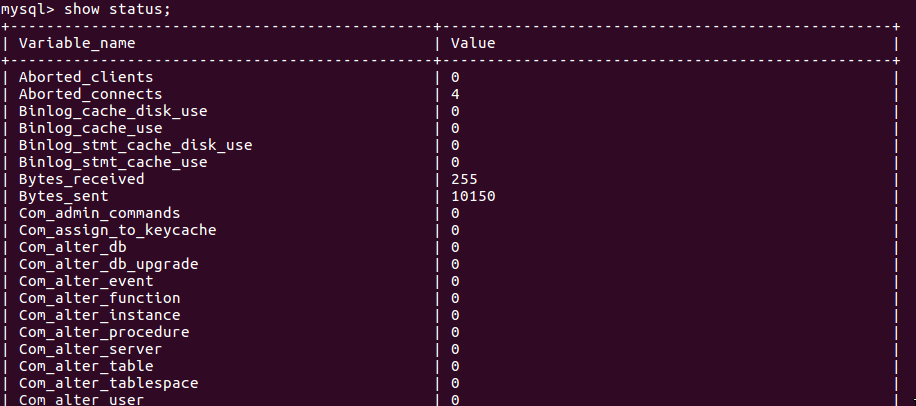 mysql> show status;
+-----------------------------------------------+--------------------------------------------------+
| Variable_name | Value |
+-----------------------------------------------+--------------------------------------------------+
| Aborted_clients | 0 |
| Aborted_connects | 4 |
| Binlog_cache_disk_use | 0 |
| Binlog_cache_use | 0 |
| Binlog_stmt_cache_disk_use | 0 |
| Binlog_stmt_cache_use | 0 |
| Bytes_received | 255 |
| Bytes_sent | 10150 |
| Com_admin_commands | 0 |
| Com_assign_to_keycache | 0 |
| Com_alter_db | 0 |
| Com_alter_db_upgrade | 0 |
| Com_alter_event | 0 |
| Com_alter_function | 0 |
| Com_alter_instance | 0 |
| Com_alter_procedure | 0 |
| Com_alter_server | 0 |
| Com_alter_table | 0 |
| Com_alter_tablespace | 0 |
| Com_alter_user | 0 |